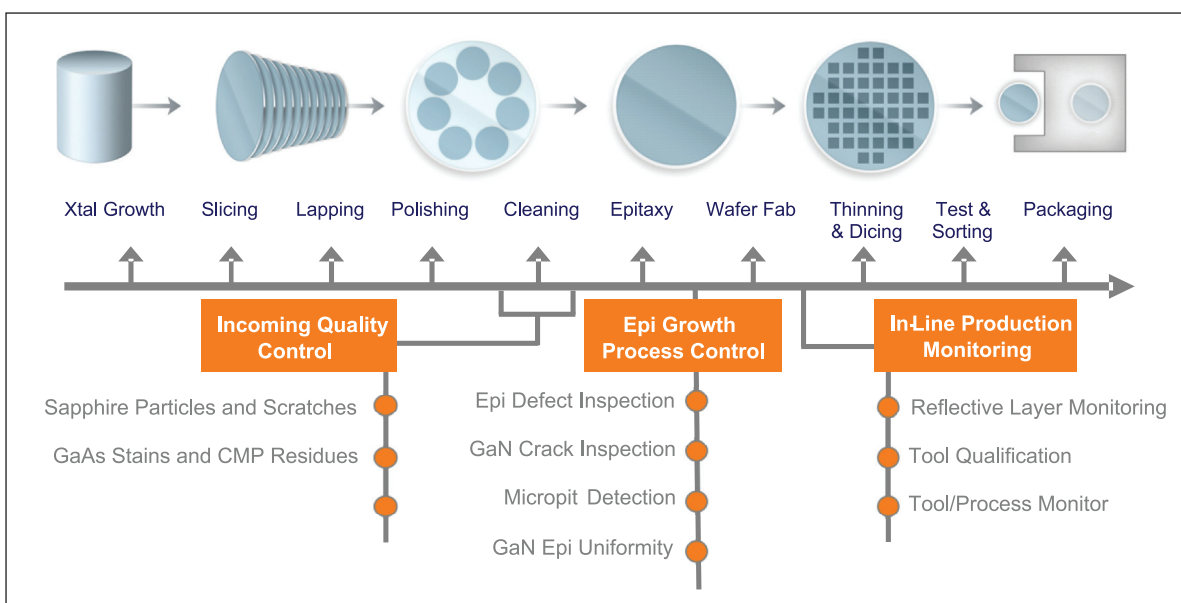 Xtal Growth
Slicing
Lapping
Polishing
Cleaning
Epitaxy
Wafer Fab
Thinning
& Dicing
Test &
Sorting
Packaging
Incoming Quality
Control
Sapphire Particles and Scratches
GaAs Stains and CMP Residues
Epi Growth
Process Control
Epi Defect Inspection
GaN Crack Inspection
Micropit Detection
GaN Epi Uniformity
In-Line Production
Monitoring
Reflective Layer Monitoring
Tool Qualification
Tool/Process Monitor